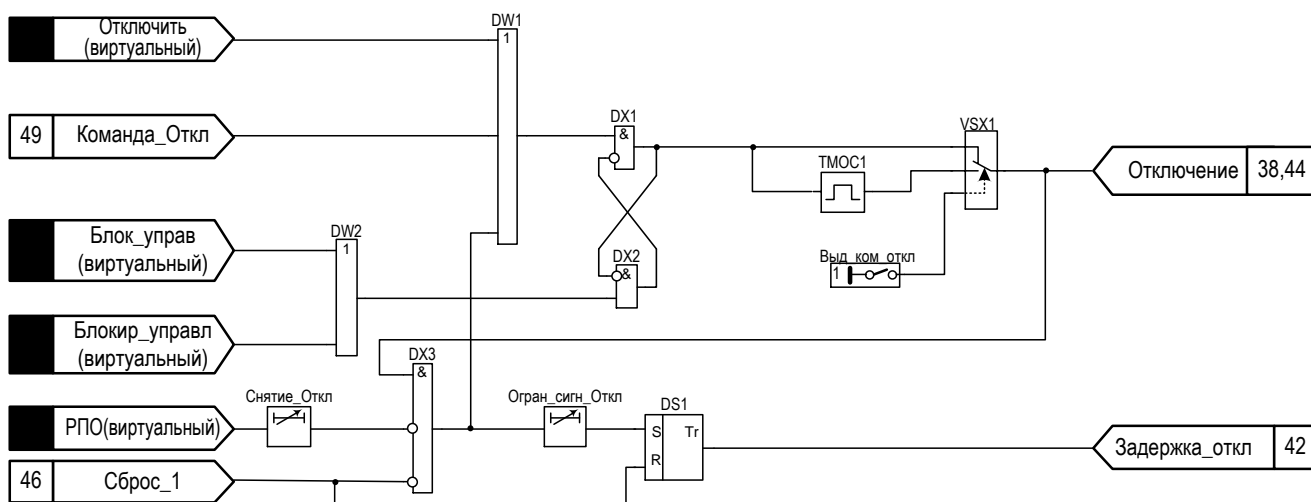 Отключить
(виртуальный)
DW1
1
49 Команда_Откл
DX1
&
VSX1
TMOC1
Отключение 38,44
Блок_управ
(виртуальный)
DW2
1
DX2
&
Выд_ком_откл
1
Блокир_управл
(виртуальный)
DX3
&
Снятие_Откл
Огран_сигн_Откл
DS1
РПО(виртуальный)
S Tr
R
Задержка_откл 42
46 Сброс_1